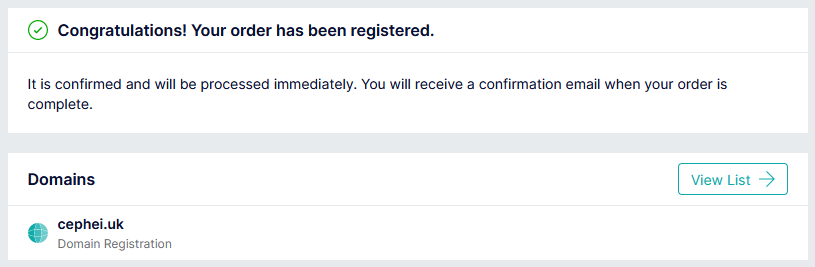 Congratulations! Your order has been registered.
It is confirmed and will be processed immediately. You will receive a confirmation email when your order is
complete.
Domains
View List
cephei.uk
Domain Registration